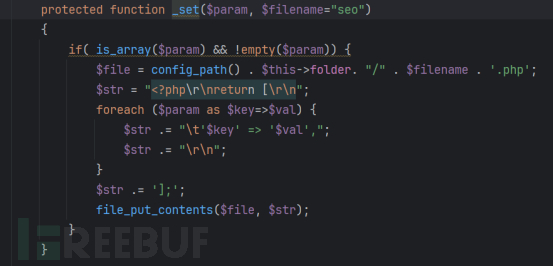 protected function _set($param, $filename="seo")
{
    if( is_array($param) && !empty($param)) {
        $file = config_path() . $this->folder. "/" . $filename . '.php';
        $str = "<?php\r\nreturn [\r\n";
        foreach ($param as $key=>$val) {
            $str .= "\t'$key' => '$val',";
            $str .= "\r\n";
        }
        $str .= '];';
        file_put_contents($file, $str);
    }
}
FREEBUF